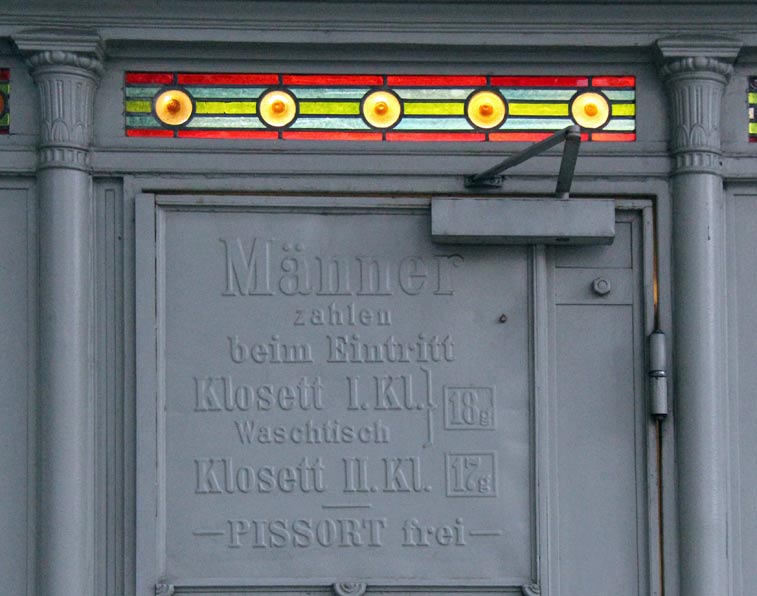 Männer
zahlen
beim Eintritt
Klosett I. Kl. 18g
Waschtisch
Klosett II. Kl. 17g
—PISSORT frei—